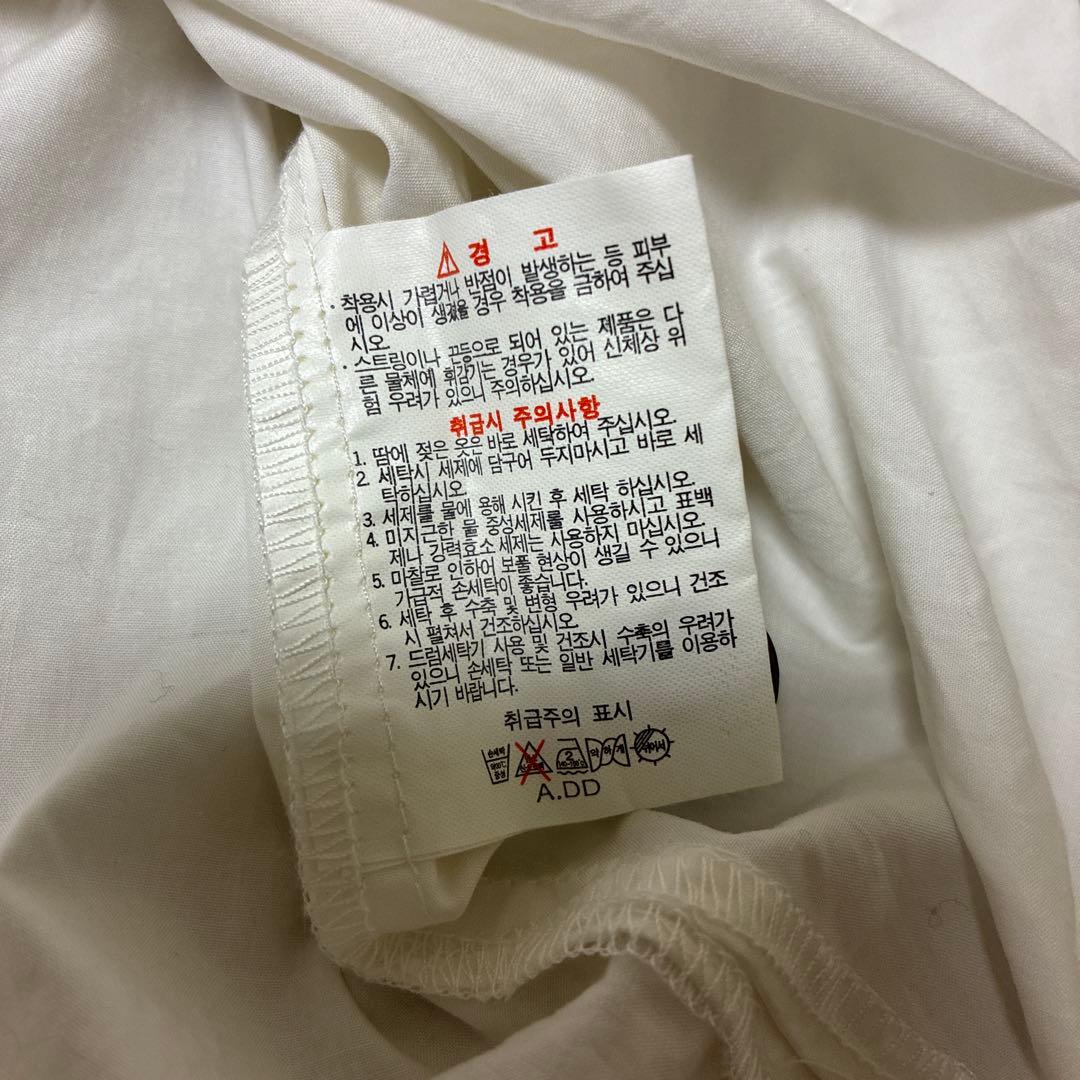 경 고
· 착용시 가렵거나 반점이 발생하는 등 피부
에 이상이 생겼을 경우 착용을 금하여 주십
시오.
· 스트링이나 끈등으로 되어 있는 제품은 다
른 물체에 휘감기는 경우가 있어 신체상 위
험 우려가 있으니 주의하십시오.
취급시 주의사항
1. 땀에 젖은 옷은 바로 세탁하여 주십시오.
2. 세탁시 세제에 담구어 두지마시고 바로 세
탁하십시오.
3. 세제를 물에 용해 시킨 후 세탁 하십시오.
4. 미지근한 물 중성세제를 사용하시고 표백
제나 강력효소 세제는 사용하지 마십시오.
5. 마찰로 인하여 보풀 현상이 생길 수 있으니
가급적 손세탁이 좋습니다.
6. 세탁 후 수축 및 변형 우려가 있으니 건조
시 펼쳐서 건조하십시오.
7. 드럼세탁기 사용 및 건조시 수축의 우려가
있으니 손세탁 또는 일반 세탁기를 이용하
시기 바랍니다.
취급주의 표시
손세탁 중성 2 약하게 뉘어서
A.DD